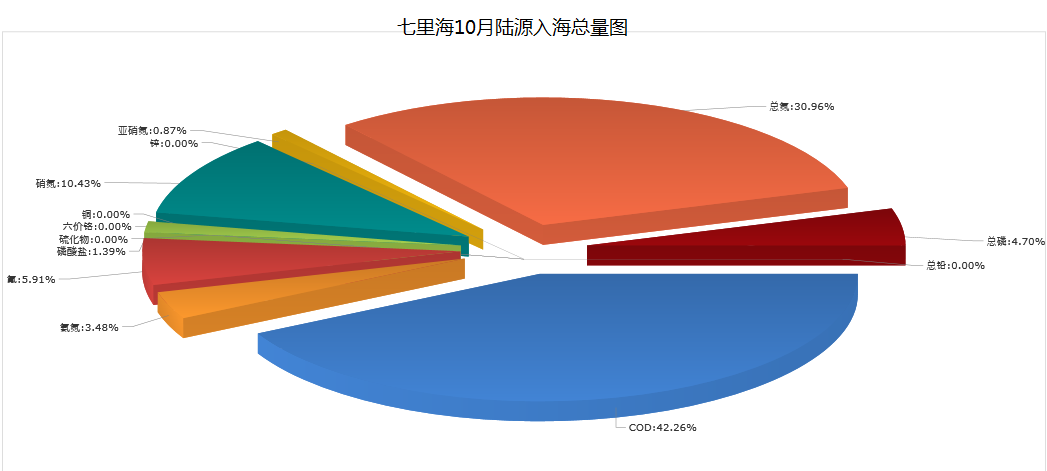 七里海10月陆源入海总量图
总氮:30.96%
亚硝氮:0.87%
锌:0.00%
硝氮:10.43%
铜:0.00%
六价铬:0.00%
硫化物:0.00%
磷酸盐:1.39%
总磷:4.70%
总铅:0.00%
氟:5.91%
氨氮:3.48%
COD:42.26%